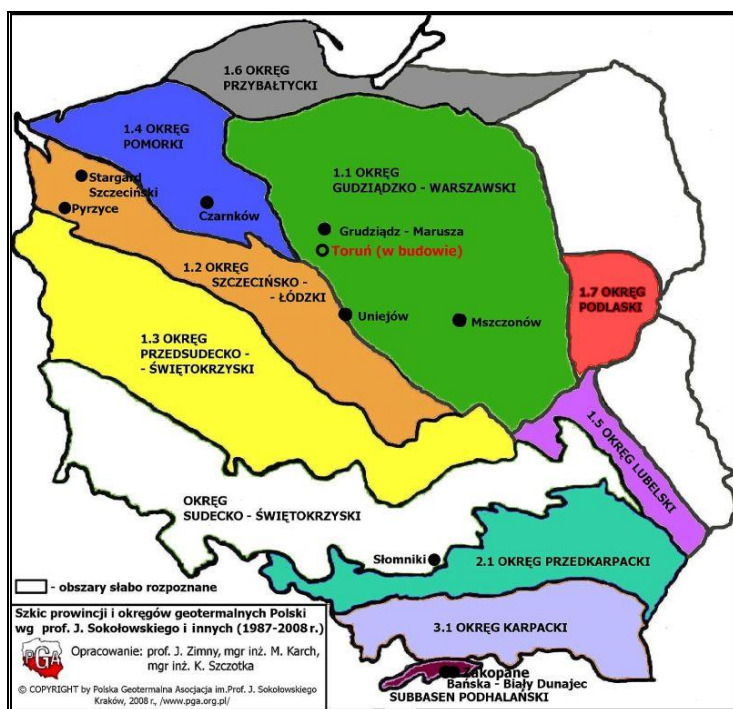 1.6 OKRĘG
PRZYBAŁTYCKI
1.4 OKRĘG
POMORKI
Stargard
Szczeciński
Pyrzyce
Czarnków
1.1 OKRĘG
GUDZIĄDZKO - WARSZAWSKI
Grudziądz - Marusza
Toruń (w budowie)
1.2 OKRĘG
SZCZECIŃSKO -
- ŁÓDZKI
Uniejów
Mszczonów
1.7 OKRĘG
PODLASKI
1.3 OKRĘG
PRZEDSUDECKO -
- ŚWIĘTOKRZYSKI
1.5 OKRĘG LUBELSKI
OKRĘG
SUDECKO - ŚWIĘTOKRZYSKI
Słomniki
2.1 OKRĘG PRZEDKARPACKI
3.1 OKRĘG KARPACKI
Zakopane
Bańska - Biały Dunajec
SUBBASEN PODHALAŃSKI
- obszary słabo rozpoznane
Szkic prowincji i okręgów geotermalnych Polski
wg prof. J. Sokołowskiego i innych (1987-2008 r.)
PGA
Opracowanie: prof. J. Zimny, mgr inż. M. Karch,
mgr inż. K. Szczotka
© COPYRIGHT by Polska Geotermalna Asocjacja im.Prof. J. Sokołowskiego
Kraków, 2008 r., /www.pga.org.pl/